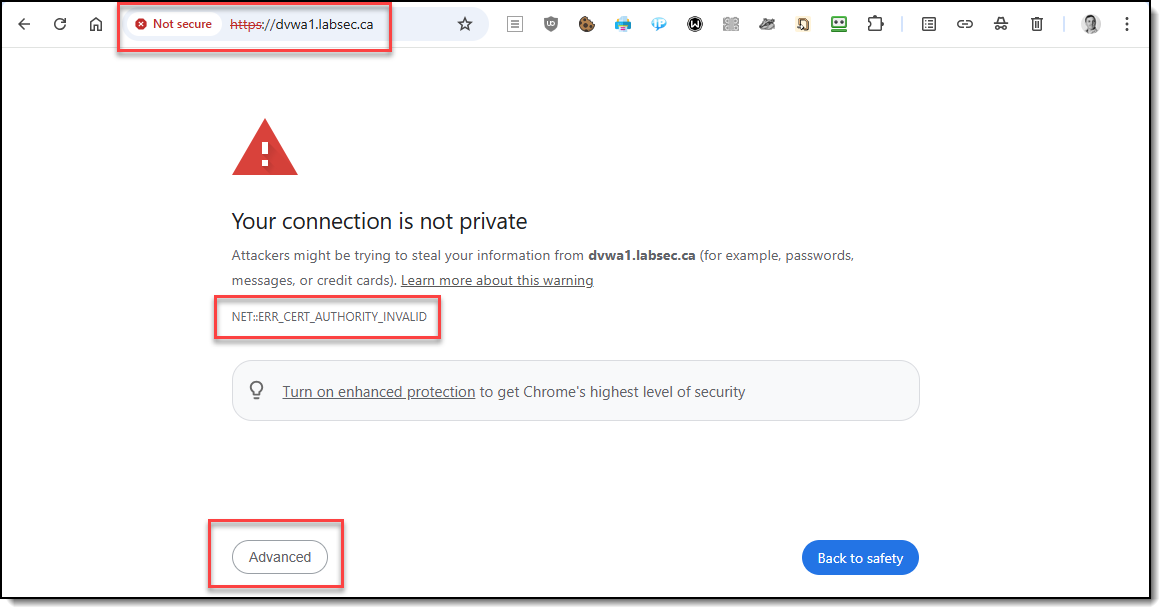 Not secure https://dvwa1.labsec.ca
Your connection is not private
Attackers might be trying to steal your information from dvwa1.labsec.ca (for example, passwords,
messages, or credit cards). Learn more about this warning
NET::ERR_CERT_AUTHORITY_INVALID
Turn on enhanced protection to get Chrome's highest level of security
Advanced
Back to safety